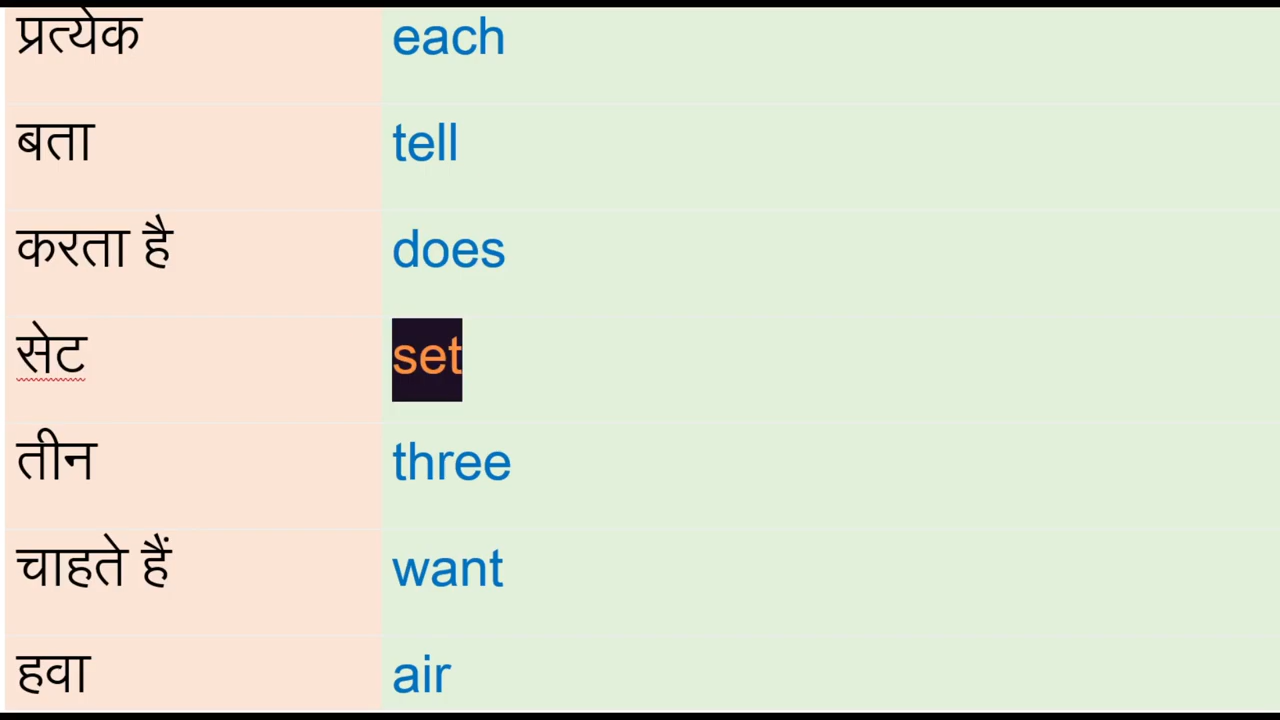 प्रत्येक each
बता tell
करता है does
सेट set
तीन three
चाहते हैं want
हवा air